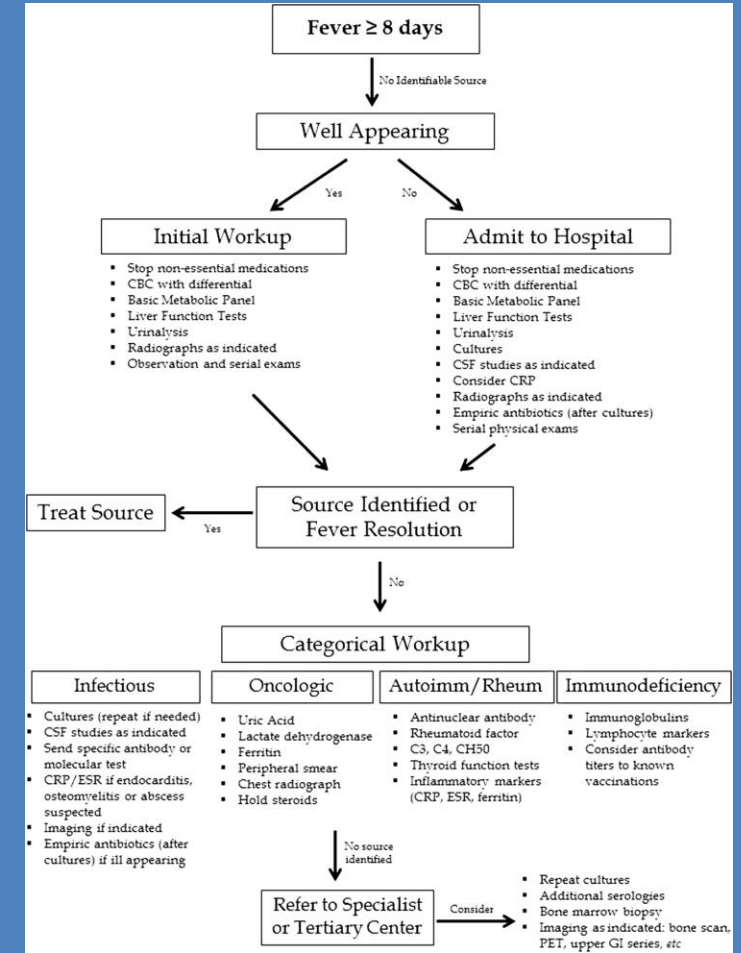 Fever ≥ 8 days
No Identifiable Source
Well Appearing
Yes
No
Initial Workup
▪ Stop non-essential medications
▪ CBC with differential
▪ Basic Metabolic Panel
▪ Liver Function Tests
▪ Urinalysis
▪ Radiographs as indicated
▪ Observation and serial exams
Admit to Hospital
▪ Stop non-essential medications
▪ CBC with differential
▪ Basic Metabolic Panel
▪ Liver Function Tests
▪ Urinalysis
▪ Cultures
▪ CSF studies as indicated
▪ Consider CRP
▪ Radiographs as indicated
▪ Empiric antibiotics (after cultures)
▪ Serial physical exams
Source Identified or
Fever Resolution
Yes
Treat Source
No
Categorical Workup
Infectious
▪ Cultures (repeat if needed)
▪ CSF studies as indicated
▪ Send specific antibody or
molecular test
▪ CRP/ESR if endocarditis,
osteomyelitis or abscess
suspected
▪ Imaging if indicated
▪ Empiric antibiotics (after
cultures) if ill appearing
Oncologic
▪ Uric Acid
▪ Lactate dehydrogenase
▪ Ferritin
▪ Peripheral smear
▪ Chest radiograph
▪ Hold steroids
Autoimm/Rheum
▪ Antinuclear antibody
▪ Rheumatoid factor
▪ C3, C4, CH50
▪ Thyroid function tests
▪ Inflammatory markers
(CRP, ESR, ferritin)
Immunodeficiency
▪ Immunoglobulins
▪ Lymphocyte markers
▪ Consider antibody
titers to known
vaccinations
No source
identified
Refer to Specialist
or Tertiary Center
Consider
▪ Repeat cultures
▪ Additional serologies
▪ Bone marrow biopsy
▪ Imaging as indicated: bone scan,
PET, upper GI series, etc